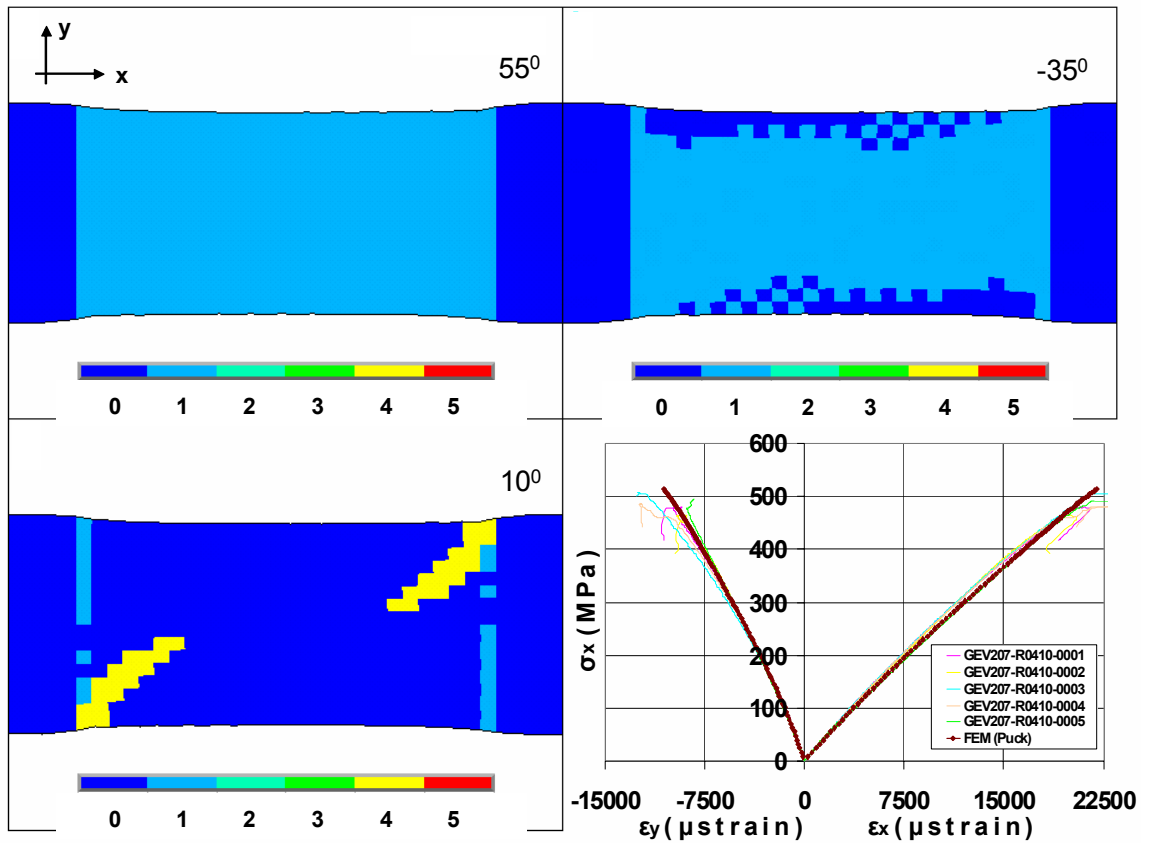 y
x
55⁰
-35⁰
0 1 2 3 4 5
0 1 2 3 4 5
10⁰
0 1 2 3 4 5
600
500
400
300
200
100
0
σx (MPa)
GEV207-R0410-0001
GEV207-R0410-0002
GEV207-R0410-0003
GEV207-R0410-0004
GEV207-R0410-0005
FEM (Puck)
-15000 -7500 0 7500 15000 22500
εy (μstrain) εx (μstrain)